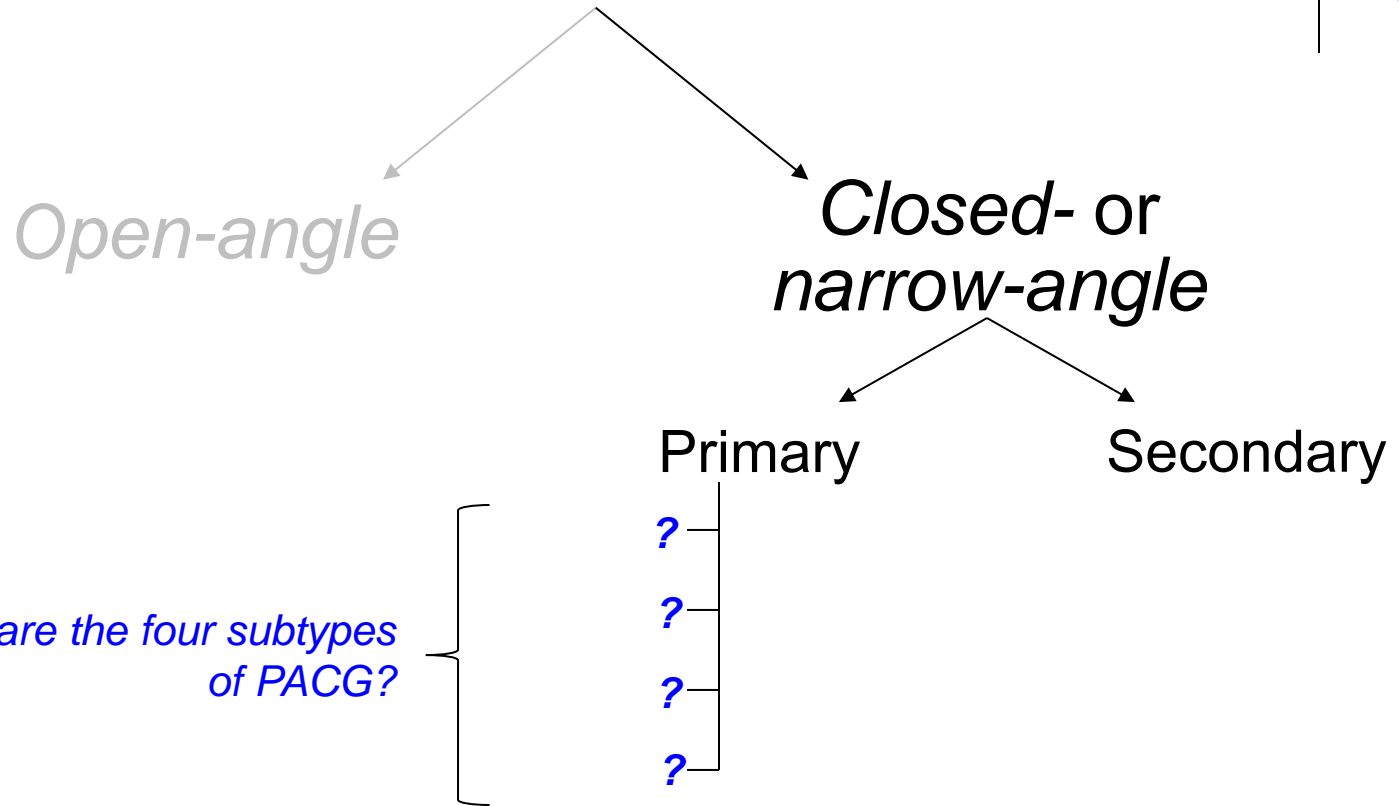 Open-angle
Closed- or
narrow-angle
Primary
Secondary
?
?
are the four subtypes
of PACG?
?
?